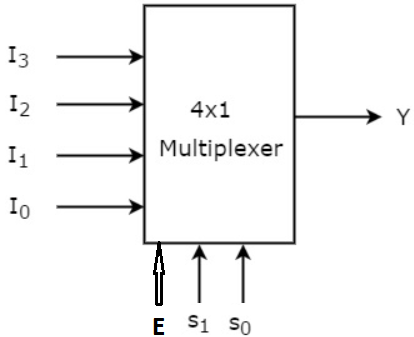 I₃
I₂
4x1
Y
I₁
Multiplexer
I₀
E
s₁
s₀